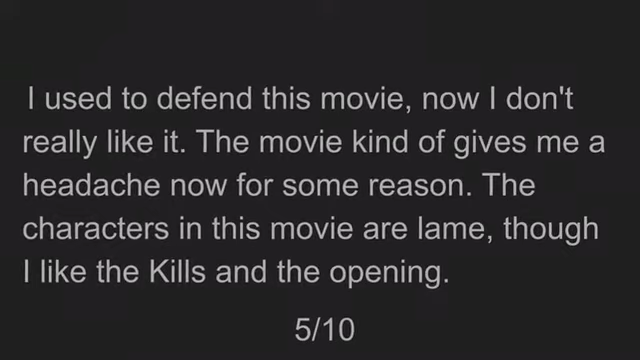 I used to defend this movie, now I don't
really like it. The movie kind of gives me a
headache now for some reason. The
characters in this movie are lame, though
I like the Kills and the opening.
5/10